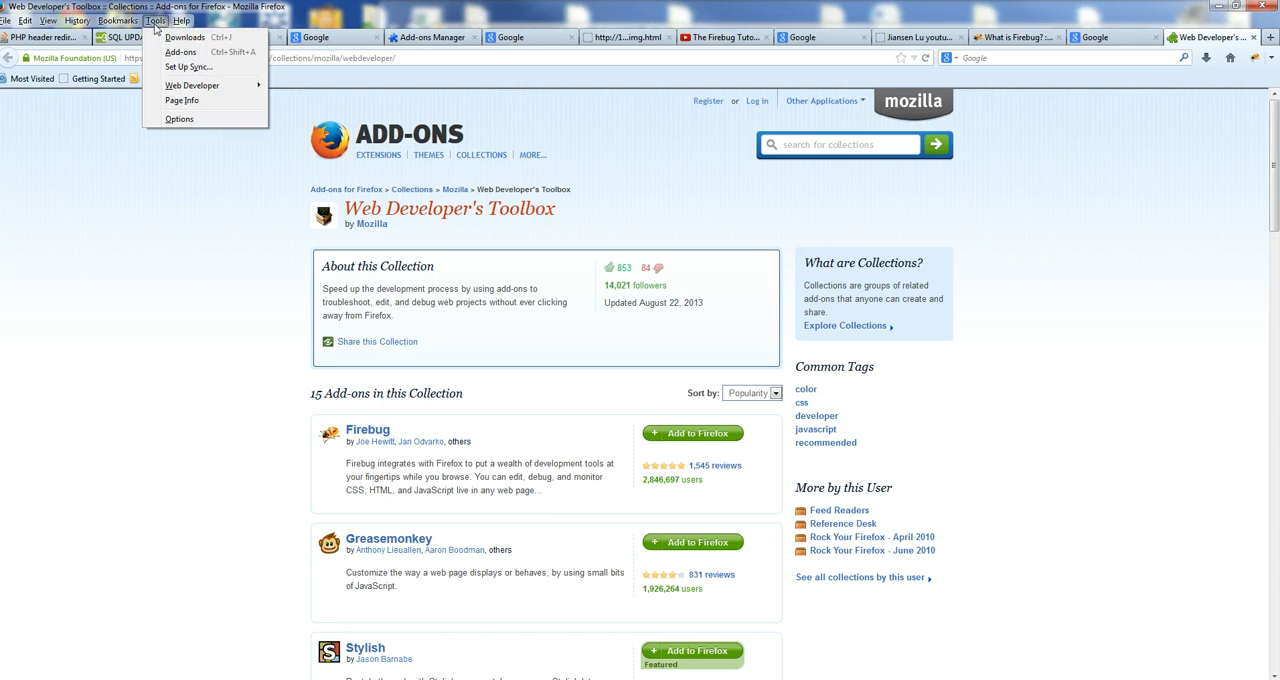 Web Developer's Toolbox :: Collections :: Add-ons for Firefox - Mozilla Firefox
File Edit View History Bookmarks Tools Help
PHP header redir... × SQL UPD × Google × Add-ons Manager × Google × http://1...img.html × The Firebug Tuto... × Google × Jiansen Lu youtu... × What is Firebug? :... × Google × Web Developer's ... × +
Mozilla Foundation (US) https /collections/mozilla/webdeveloper/ Google
Most Visited Getting Started
Downloads Ctrl+J
Add-ons Ctrl+Shift+A
Set Up Sync...
Web Developer
Page Info
Options
Register or Log in Other Applications mozilla
ADD-ONS
EXTENSIONS | THEMES | COLLECTIONS | MORE...
search for collections
Add-ons for Firefox > Collections > Mozilla > Web Developer's Toolbox
Web Developer's Toolbox
by Mozilla
About this Collection
Speed up the development process by using add-ons to
troubleshoot, edit, and debug web projects without ever clicking
away from Firefox.
Share this Collection
853 84
14,021 followers
Updated August 22, 2013
What are Collections?
Collections are groups of related
add-ons that anyone can create and
share.
Explore Collections
15 Add-ons in this Collection
Sort by: Popularity
Firebug
by Joe Hewitt, Jan Odvarko, others
Firebug integrates with Firefox to put a wealth of development tools at
your fingertips while you browse. You can edit, debug, and monitor
CSS, HTML, and JavaScript live in any web page...
+ Add to Firefox
1,545 reviews
2,846,697 users
Greasemonkey
by Anthony Lieuallen, Aaron Boodman, others
Customize the way a web page displays or behaves, by using small bits
of JavaScript.
+ Add to Firefox
831 reviews
1,926,264 users
Stylish
by Jason Barnabe
+ Add to Firefox
Featured
Common Tags
color
css
developer
javascript
recommended
More by this User
Feed Readers
Reference Desk
Rock Your Firefox - April 2010
Rock Your Firefox - June 2010
See all collections by this user